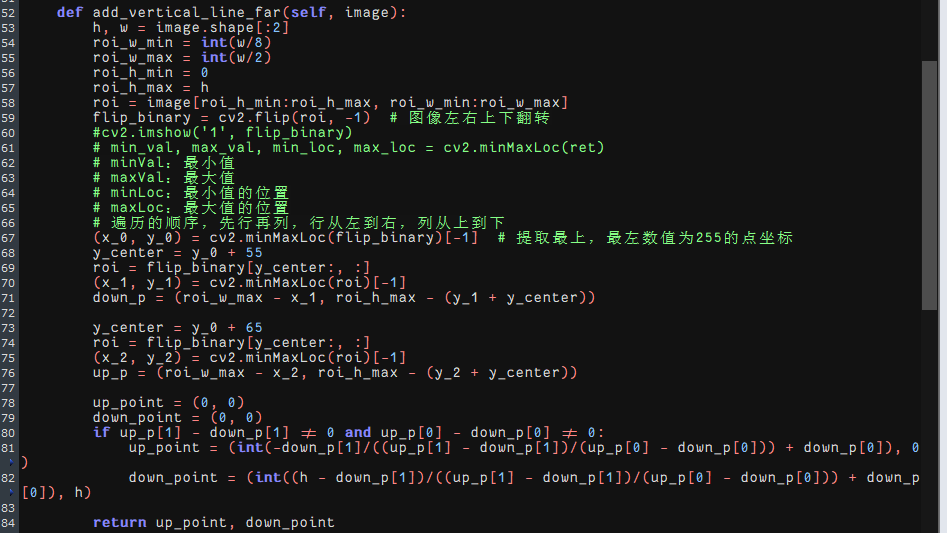 52 def add_vertical_line_far(self, image):
53 h, w = image.shape[:2]
54 roi_w_min = int(w/8)
55 roi_w_max = int(w/2)
56 roi_h_min = 0
57 roi_h_max = h
58 roi = image[roi_h_min:roi_h_max, roi_w_min:roi_w_max]
59 flip_binary = cv2.flip(roi, -1)  # 图像左右上下翻转
60 #cv2.imshow('1', flip_binary)
61 # min_val, max_val, min_loc, max_loc = cv2.minMaxLoc(ret)
62 # minVal：最小值
63 # maxVal：最大值
64 # minLoc：最小值的位置
65 # maxLoc：最大值的位置
66 # 遍历的顺序，先行再列，行从左到右，列从上到下
67 (x_0, y_0) = cv2.minMaxLoc(flip_binary)[-1]  # 提取最上，最左数值为255的点坐标
68 y_center = y_0 + 55
69 roi = flip_binary[y_center:, :]
70 (x_1, y_1) = cv2.minMaxLoc(roi)[-1]
71 down_p = (roi_w_max - x_1, roi_h_max - (y_1 + y_center))
72
73 y_center = y_0 + 65
74 roi = flip_binary[y_center:, :]
75 (x_2, y_2) = cv2.minMaxLoc(roi)[-1]
76 up_p = (roi_w_max - x_2, roi_h_max - (y_2 + y_center))
77
78 up_point = (0, 0)
79 down_point = (0, 0)
80 if up_p[1] - down_p[1] ≠ 0 and up_p[0] - down_p[0] ≠ 0:
81 up_point = (int(-down_p[1]/((up_p[1] - down_p[1])/(up_p[0] - down_p[0])) + down_p[0]), 0
)
82 down_point = (int((h - down_p[1])/((up_p[1] - down_p[1])/(up_p[0] - down_p[0])) + down_p
[0]), h)
83
84 return up_point, down_point